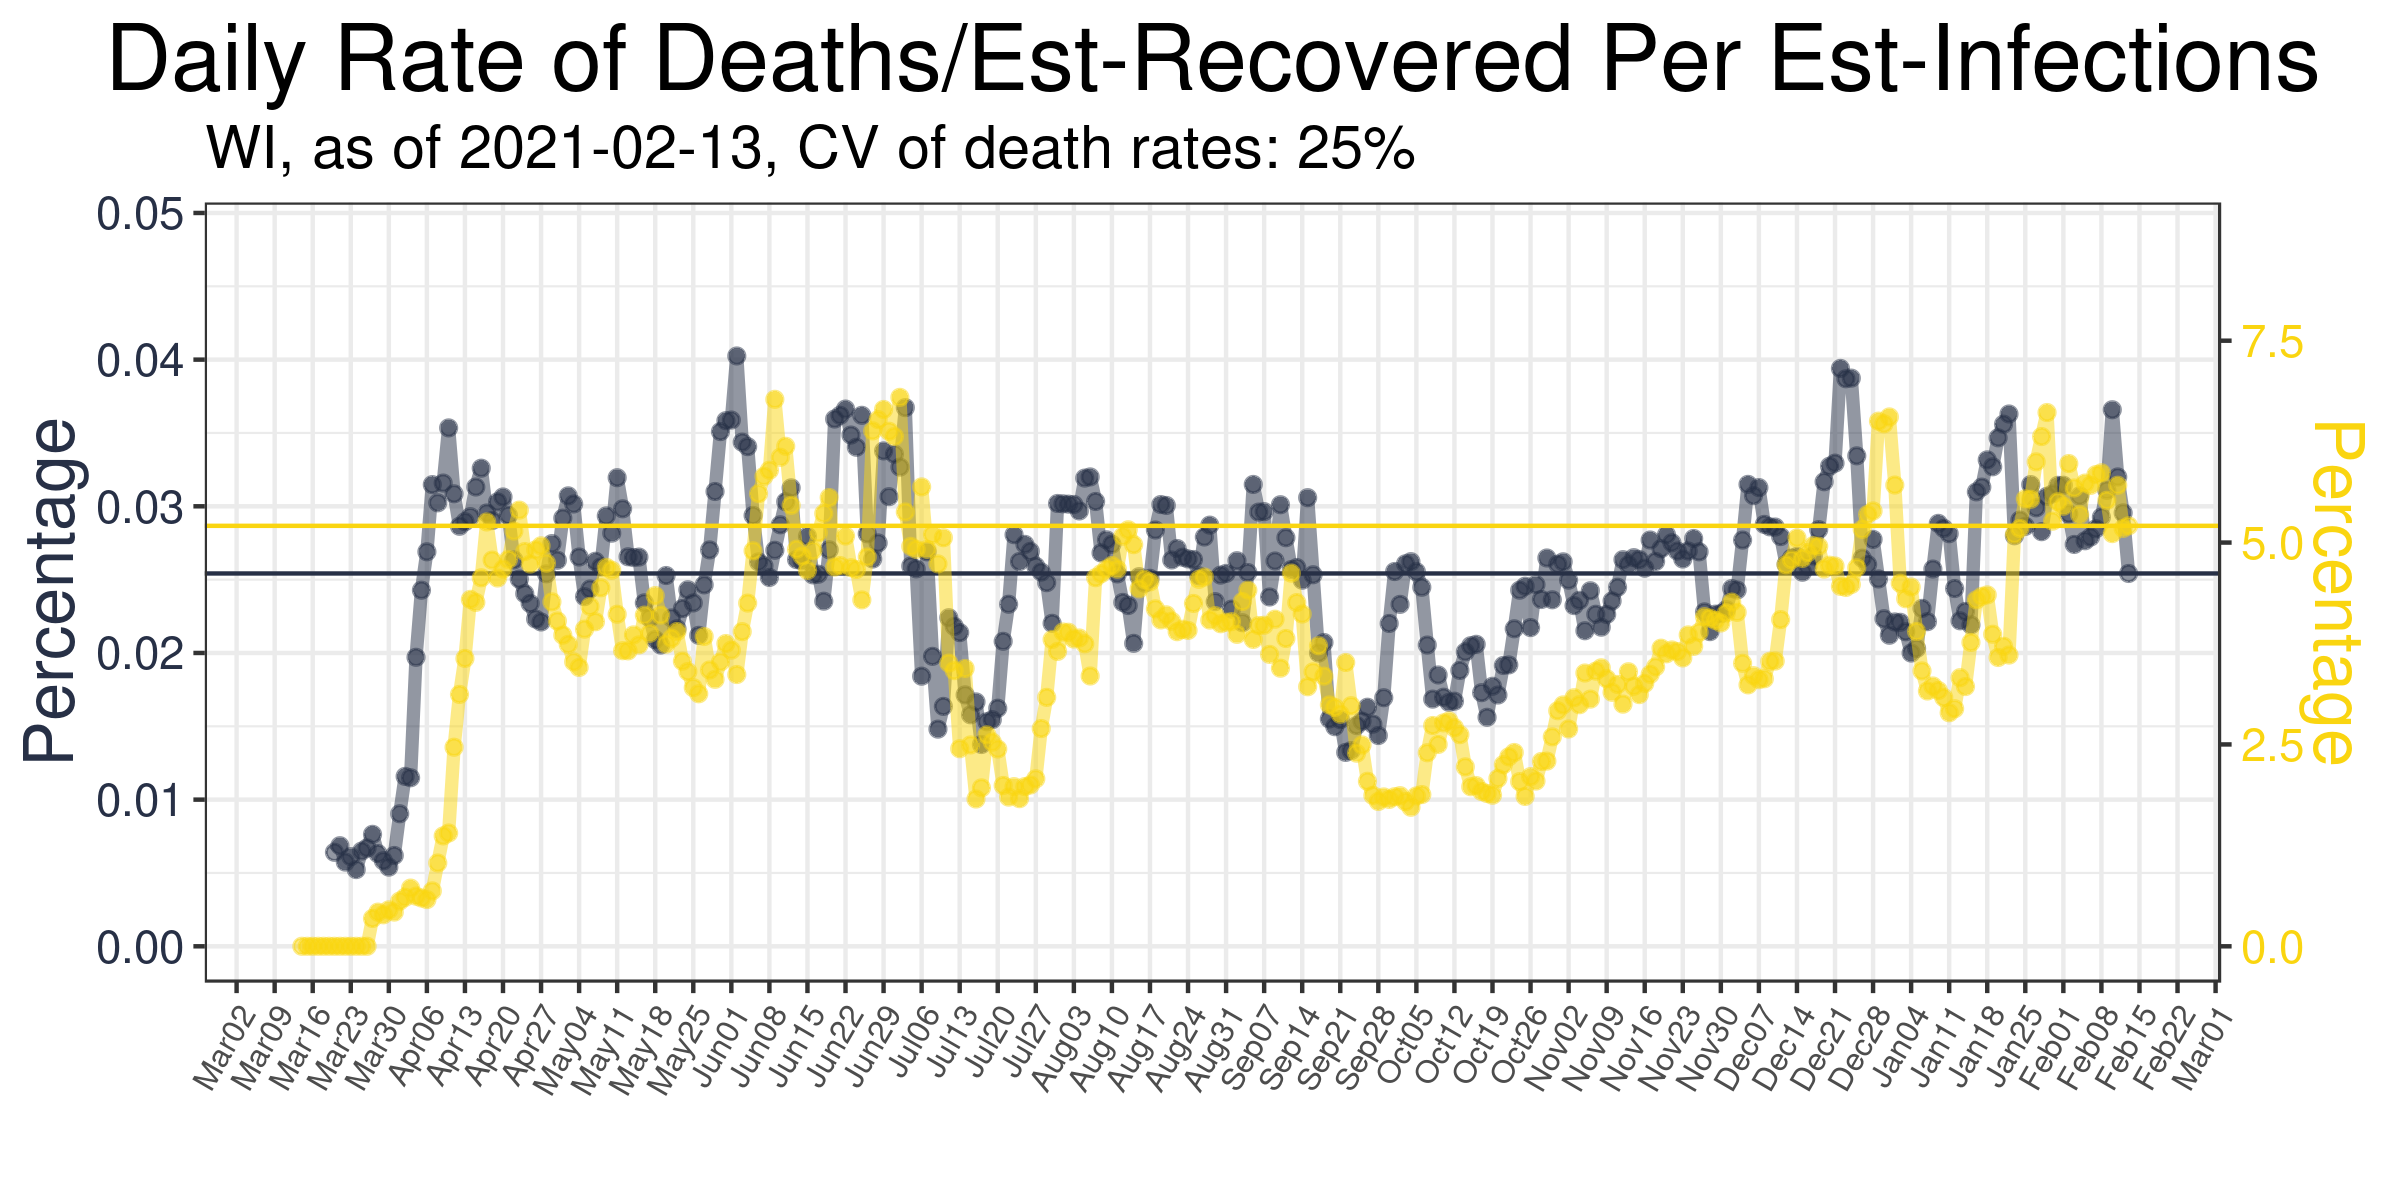 Daily Rate of Deaths/Est-Recovered Per Est-Infections
WI, as of 2021-02-13, CV of death rates: 25%
Percentage
0.05
0.04
0.03
0.02
0.01
0.00
7.5
5.0
2.5
0.0
Percentage
Mar02
Mar09
Mar16
Mar23
Mar30
Apr06
Apr13
Apr20
Apr27
May04
May11
May18
May25
Jun01
Jun08
Jun15
Jun22
Jun29
Jul06
Jul13
Jul20
Jul27
Aug03
Aug10
Aug17
Aug24
Aug31
Sep07
Sep14
Sep21
Sep28
Oct05
Oct12
Oct19
Oct26
Nov02
Nov09
Nov16
Nov23
Nov30
Dec07
Dec14
Dec21
Dec28
Jan04
Jan11
Jan18
Jan25
Feb01
Feb08
Feb15
Feb22
Mar01